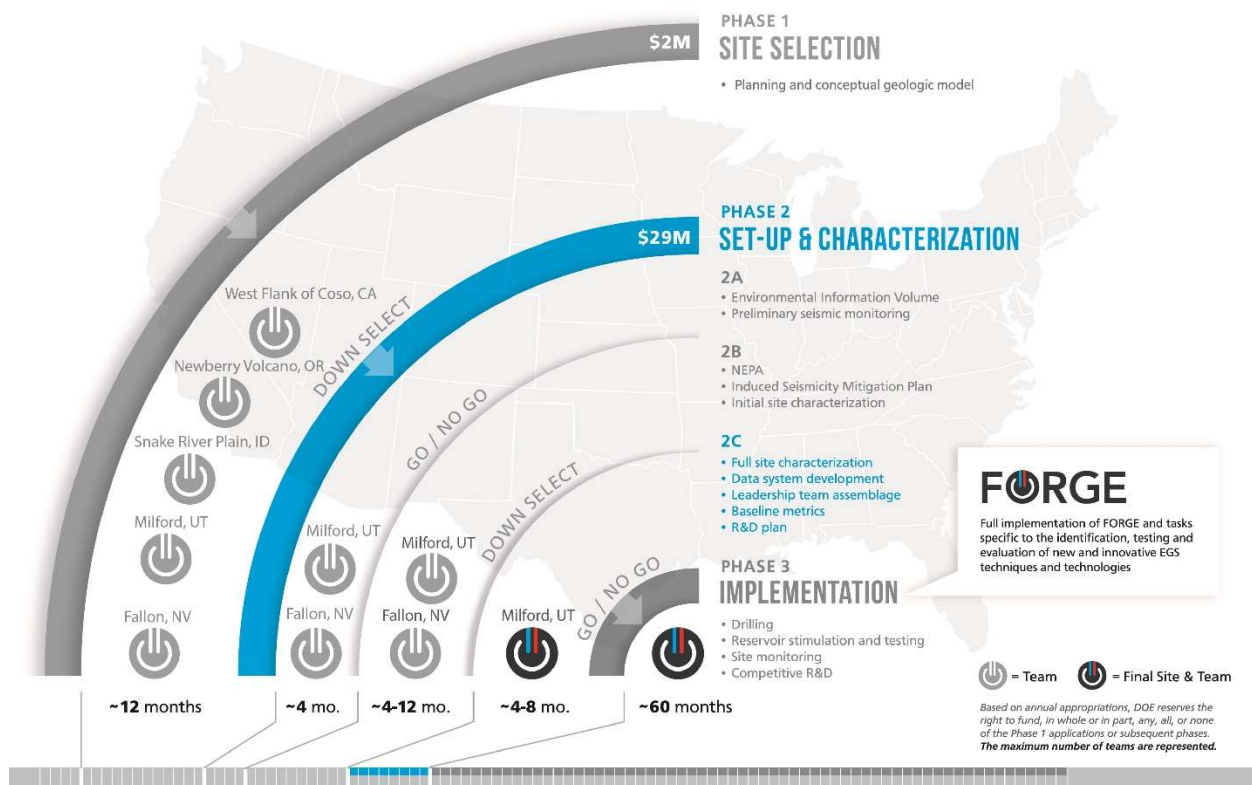 PHASE 1
$2M
SITE SELECTION
• Planning and conceptual geologic model
PHASE 2
$29M
SET-UP & CHARACTERIZATION
2A
• Environmental Information Volume
• Preliminary seismic monitoring
2B
• NEPA
• Induced Seismicity Mitigation Plan
• Initial site characterization
2C
• Full site characterization
• Data system development
• Leadership team assemblage
• Baseline metrics
• R&D plan
PHASE 3
IMPLEMENTATION
• Drilling
• Reservoir stimulation and testing
• Site monitoring
• Competitive R&D
FORGE
Full implementation of FORGE and tasks
specific to the identification, testing and
evaluation of new and innovative EGS
techniques and technologies
West Flank of Coso, CA
Newberry Volcano, OR
Snake River Plain, ID
Milford, UT
Fallon, NV
DOWN SELECT
Milford, UT
Fallon, NV
GO / NO GO
Milford, UT
Fallon, NV
DOWN SELECT
Milford, UT
GO / NO GO
~12 months
~4 mo.
~4-12 mo.
~4-8 mo.
~60 months
= Team
= Final Site & Team
Based on annual appropriations, DOE reserves the
right to fund, in whole or in part, any, all, or none
of the Phase 1 applications or subsequent phases.
The maximum number of teams are represented.